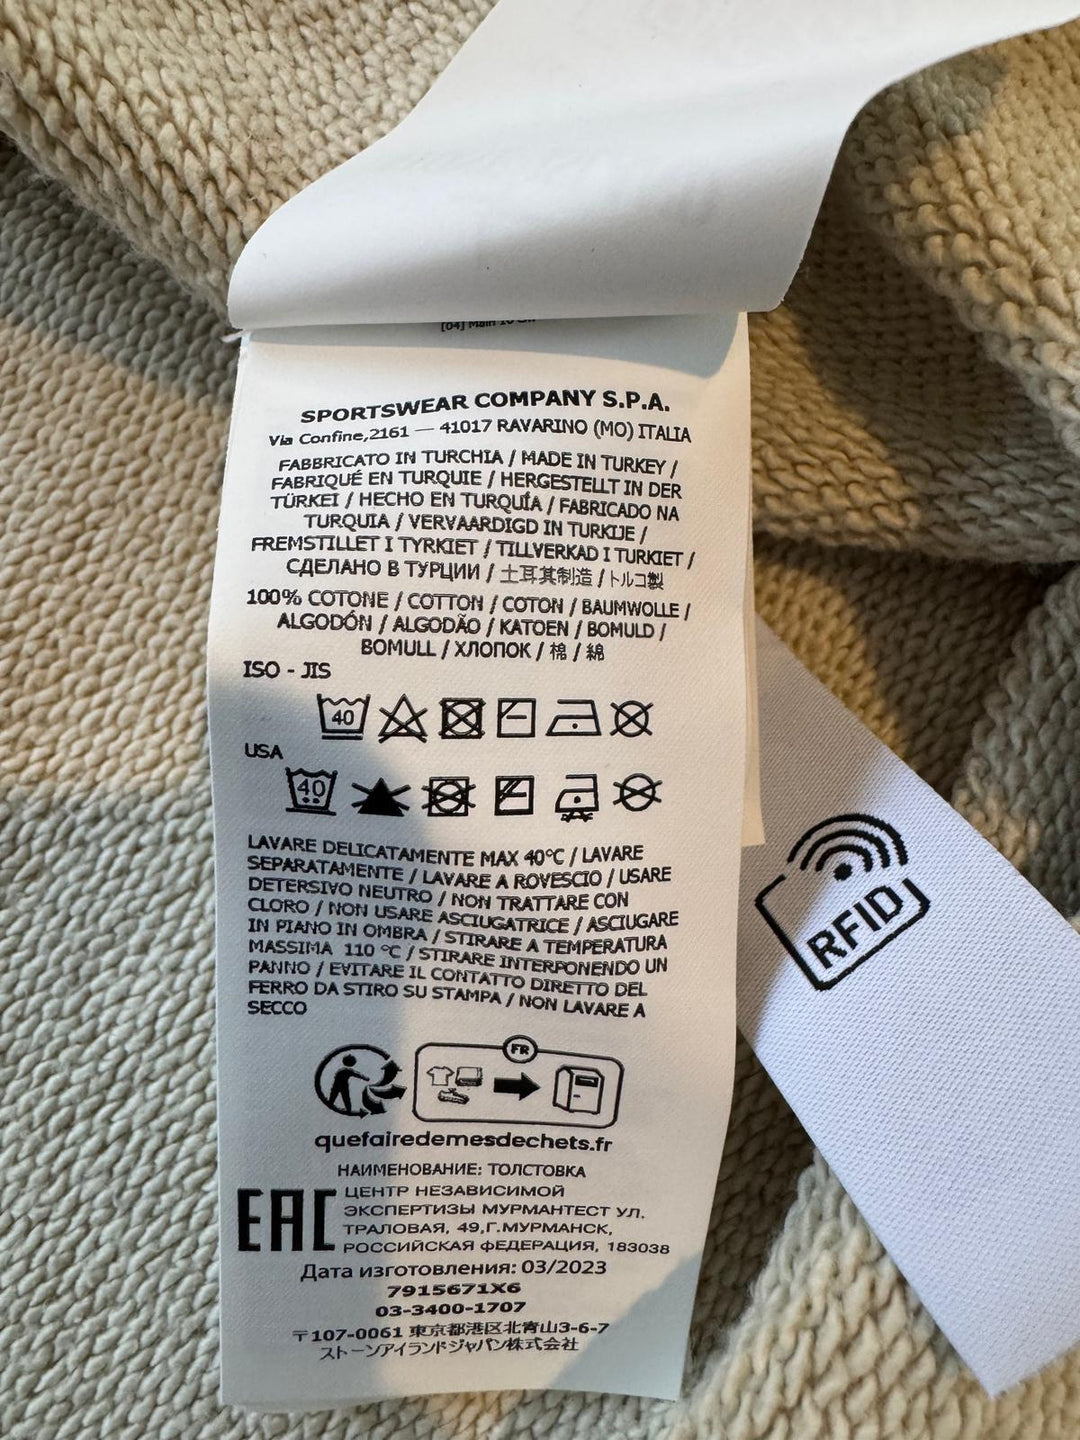 [04] Main 10
SPORTSWEAR COMPANY S.P.A.
Via Confine,2161 — 41017 RAVARINO (MO) ITALIA
FABBRICATO IN TURCHIA / MADE IN TURKEY /
FABRIQUÉ EN TURQUIE / HERGESTELLT IN DER
TÜRKEI / HECHO EN TURQUÍA / FABRICADO NA
TURQUIA / VERVAARDIGD IN TURKIJE /
FREMSTILLET I TYRKIET / TILLVERKAD I TURKIET /
СДЕЛАНО В ТУРЦИИ / 土耳其制造 / トルコ製
100% COTONE / COTTON / COTON / BAUMWOLLE /
ALGODÓN / ALGODÃO / KATOEN / BOMULD /
BOMULL / ХЛОПОК / 棉 / 綿
ISO - JIS
40
USA
40
LAVARE DELICATAMENTE MAX 40°C / LAVARE
SEPARATAMENTE / LAVARE A ROVESCIO / USARE
DETERSIVO NEUTRO / NON TRATTARE CON
CLORO / NON USARE ASCIUGATRICE / ASCIUGARE
IN PIANO IN OMBRA / STIRARE A TEMPERATURA
MASSIMA 110 °C / STIRARE INTERPONENDO UN
PANNO / EVITARE IL CONTATTO DIRETTO DEL
FERRO DA STIRO SU STAMPA / NON LAVARE A
SECCO
RFID
FR
quefairedemesdechets.fr
НАИМЕНОВАНИЕ: ТОЛСТОВКА
EAC
ЦЕНТР НЕЗАВИСИМОЙ
ЭКСПЕРТИЗЫ МУРМАНТЕСТ УЛ.
ТРАЛОВАЯ, 49,Г.МУРМАНСК,
РОССИЙСКАЯ ФЕДЕРАЦИЯ, 183038
Дата изготовления: 03/2023
7915671X6
03-3400-1707
〒107-0061 東京都港区北青山3-6-7
ストーンアイランドジャパン株式会社